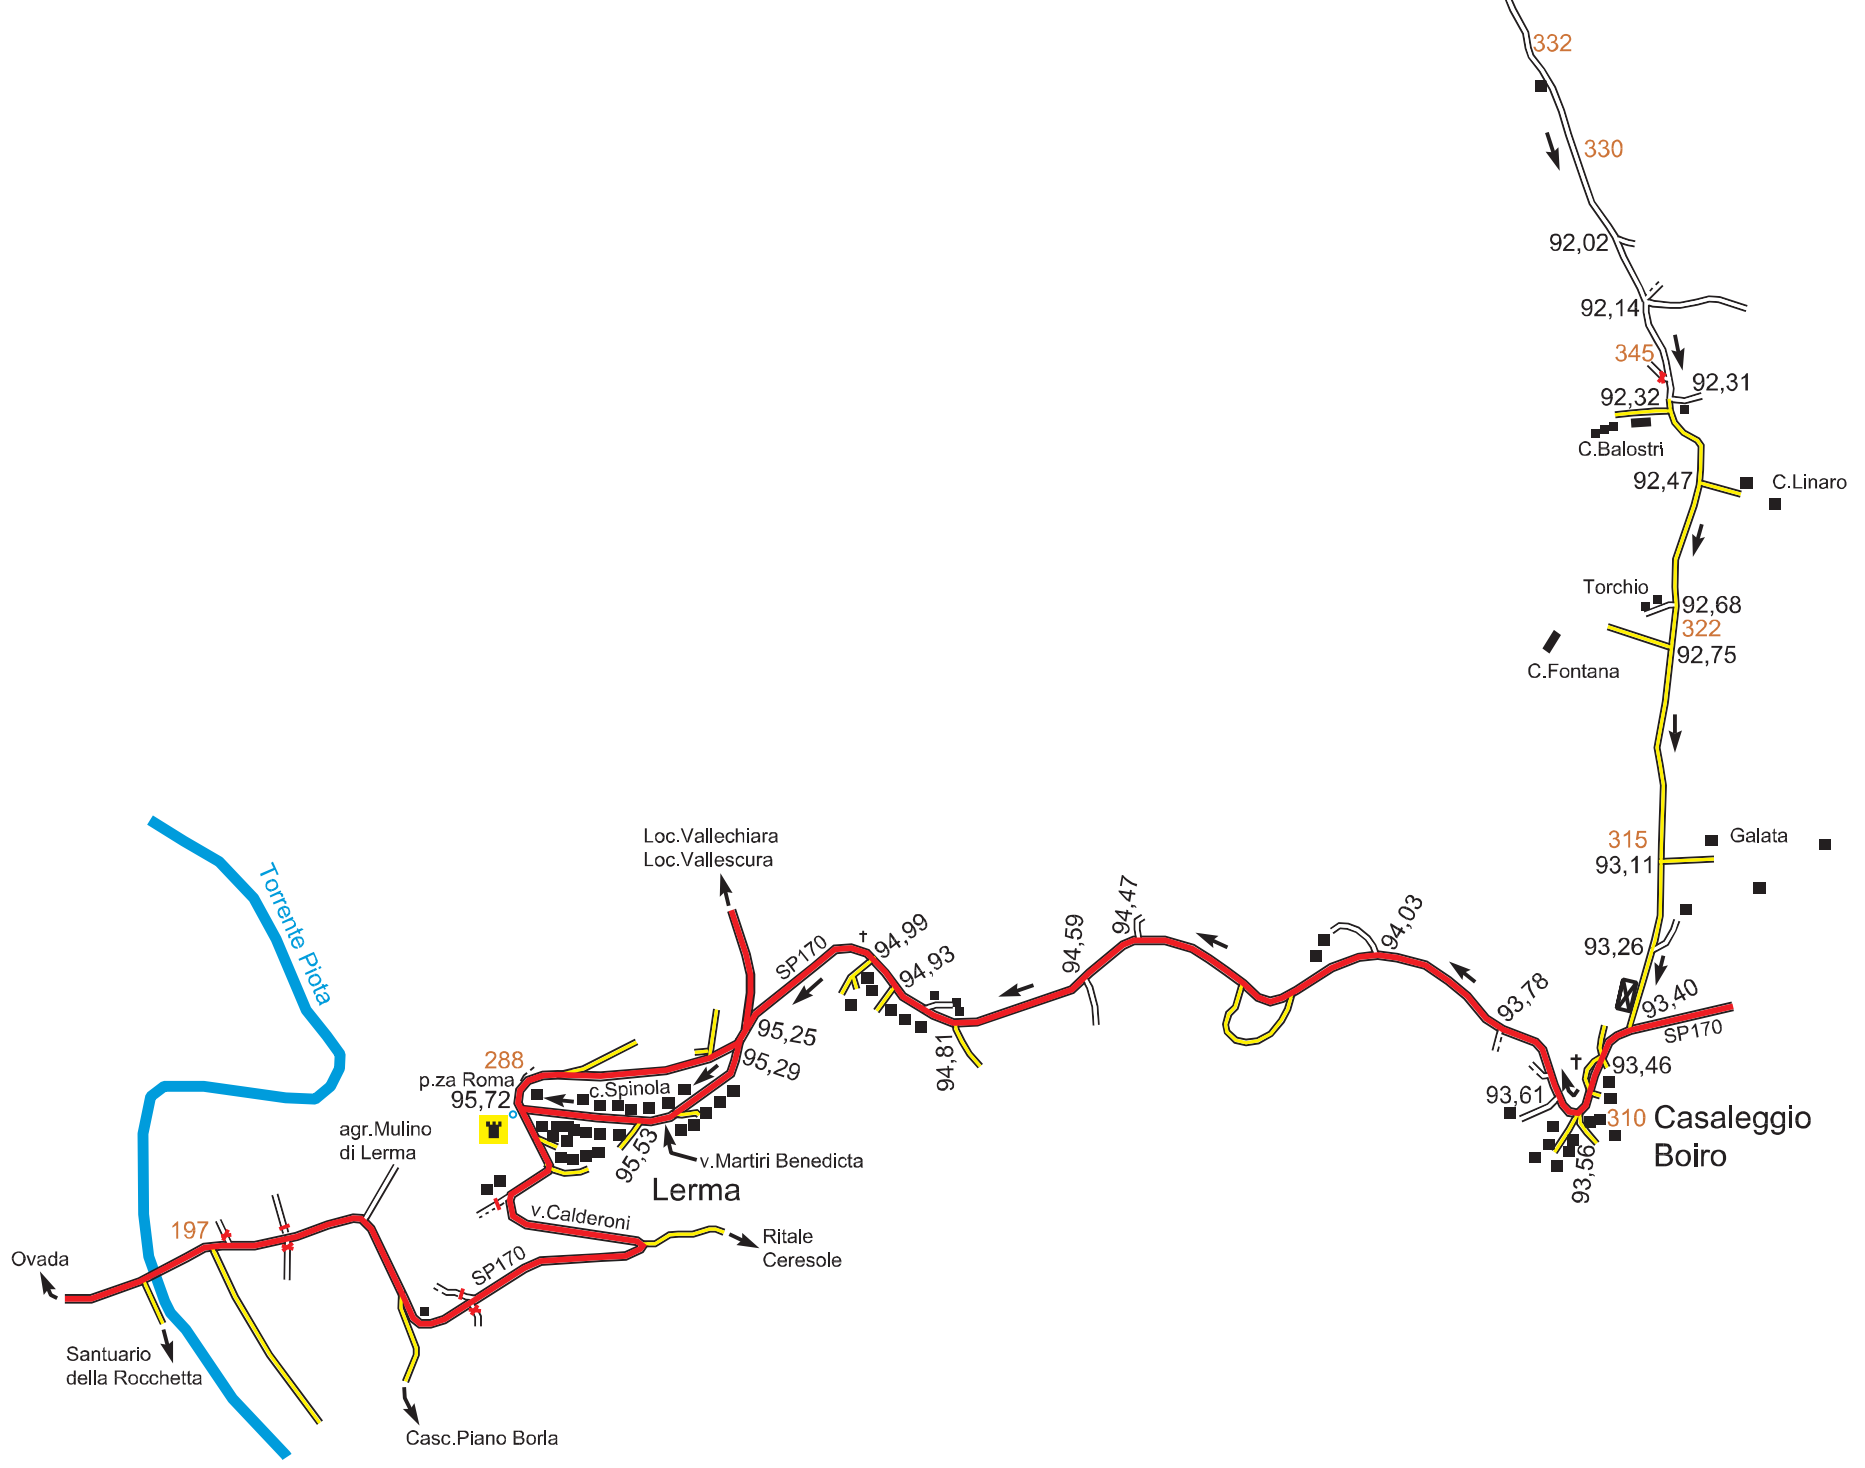 332
330
92,02
92,14
345
92,31
92,32
C.Balostri
92,47
C.Linaro
Torchio
92,68
322
92,75
C.Fontana
315
Galata
93,11
93,26
93,40
SP170
93,46
93,61
310
Casaleggio
Boiro
93,56
93,78
94,03
94,47
94,59
94,81
94,93
94,99
SP170
Loc.Vallechiara
Loc.Vallescura
95,25
95,29
288
p.za Roma
c.Spinola
95,72
95,53
v.Martiri Benedicta
Lerma
agr.Mulino
di Lerma
v.Calderoni
Ritale
Ceresole
SP170
197
Ovada
Torrente Piota
Santuario
della Rocchetta
Casc.Piano Borla